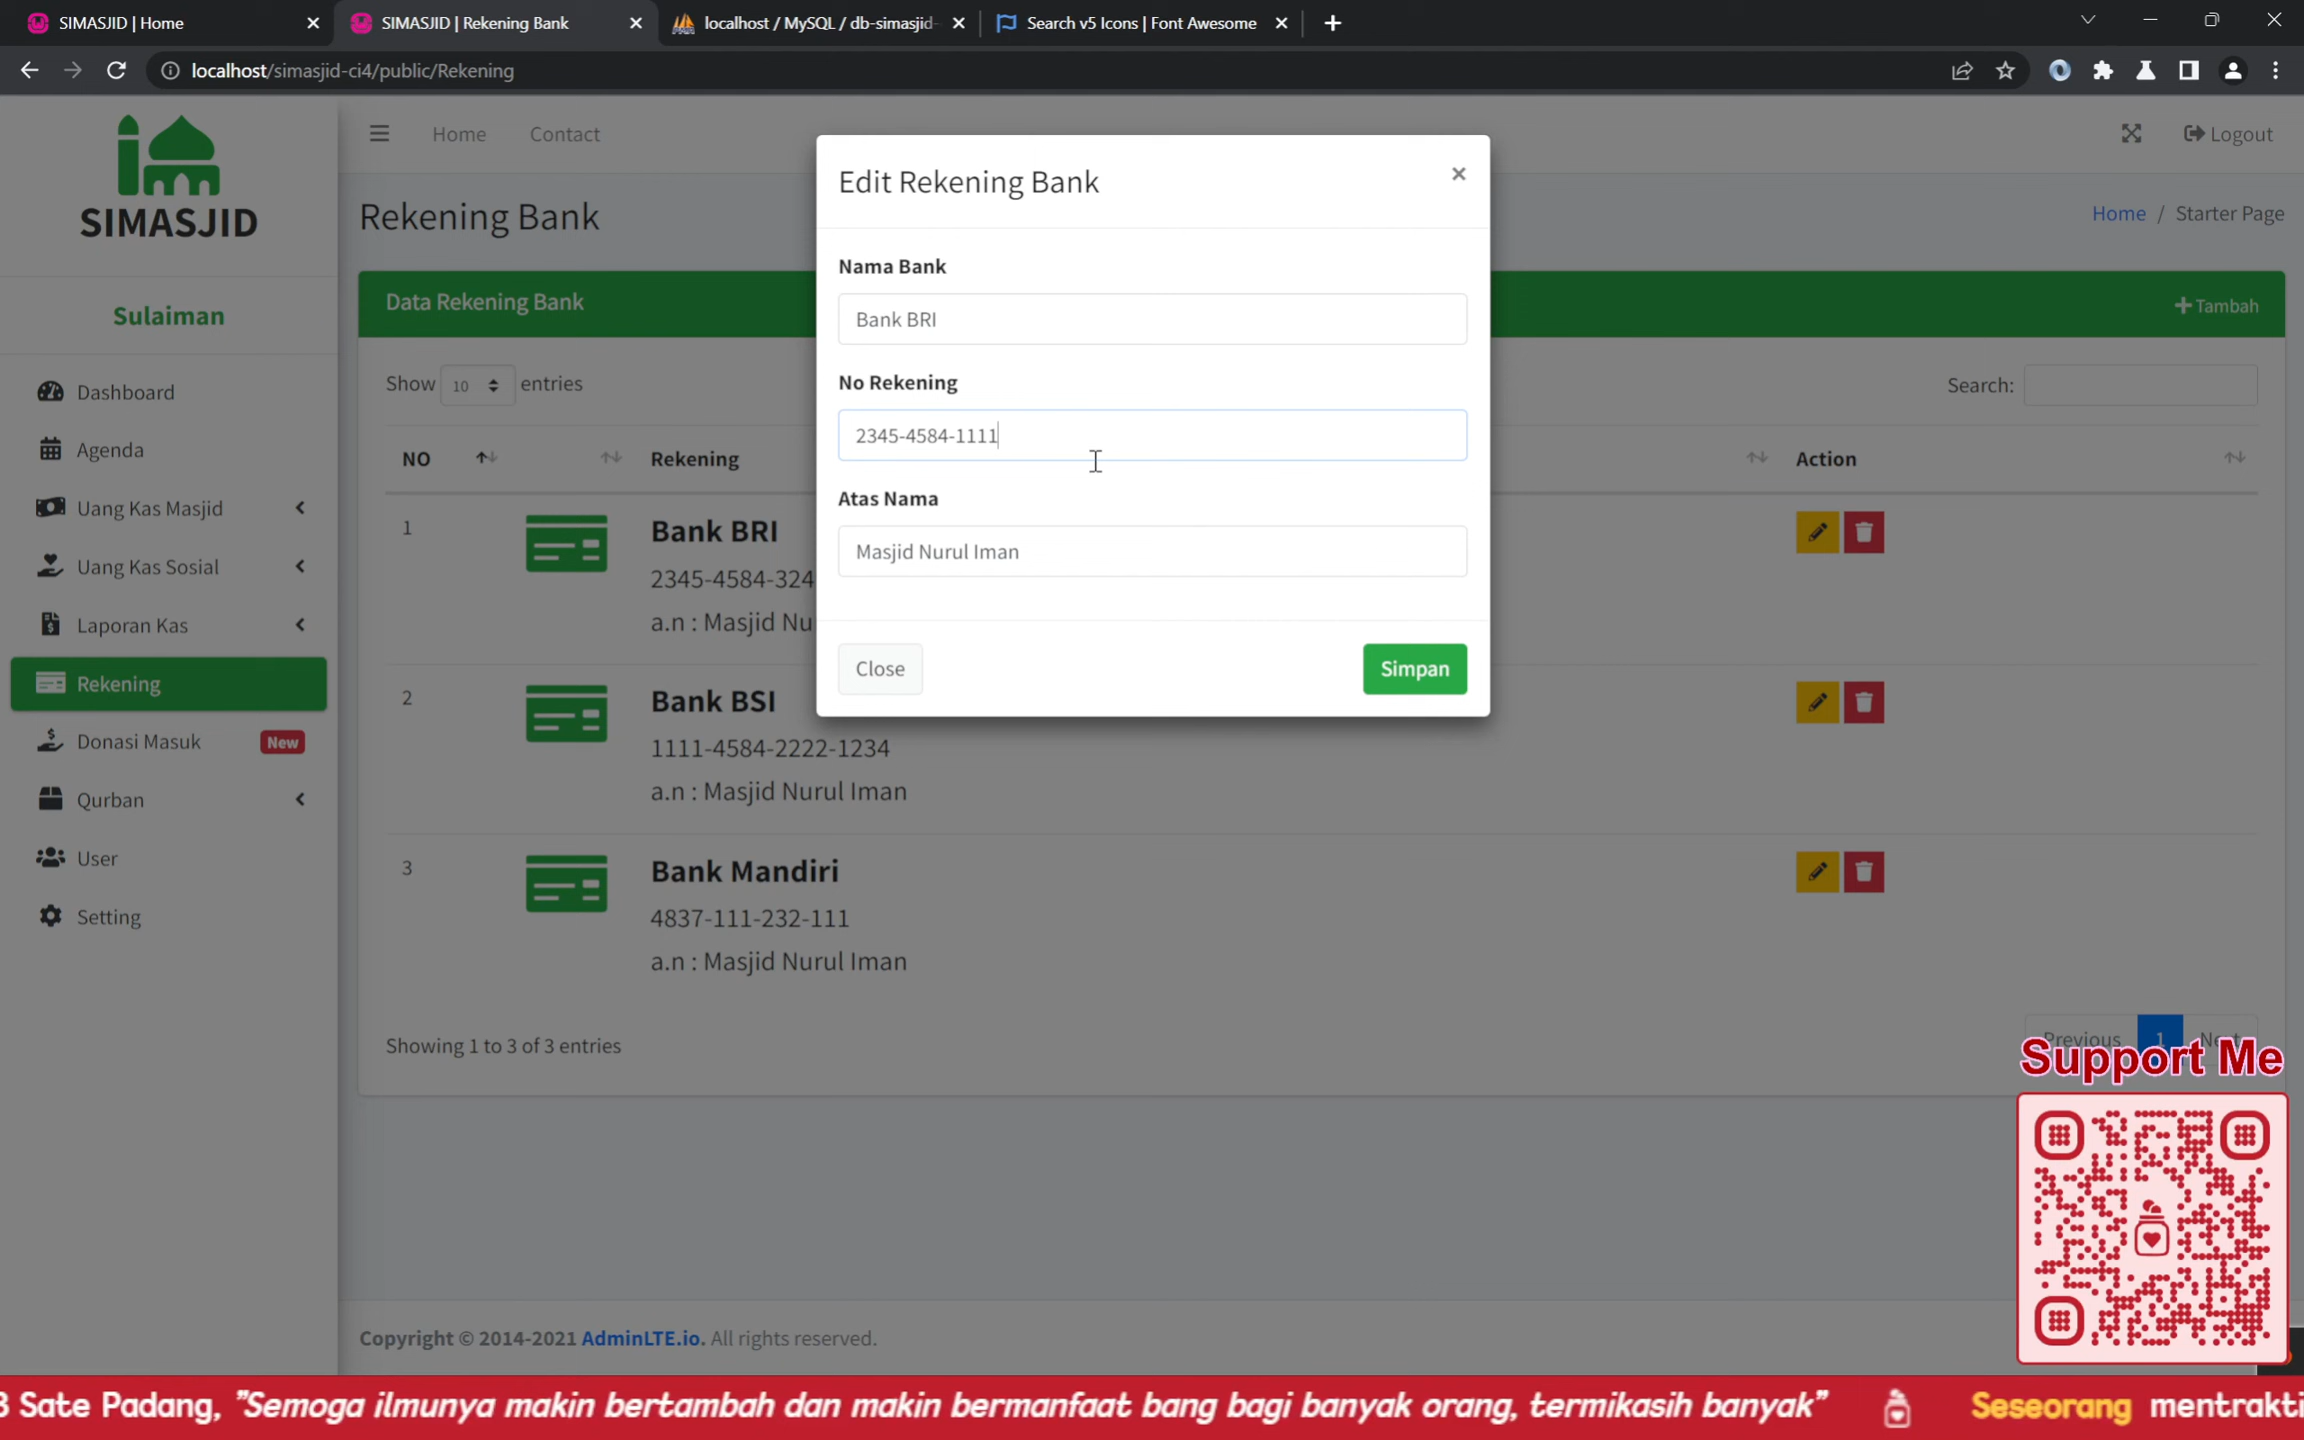 SIMASJID | Home
SIMASJID | Rekening Bank
localhost / MySQL / db-simasjid-
Search v5 Icons | Font Awesome
localhost/simasjid-ci4/public/Rekening
SIMASJID
Sulaiman
Dashboard
Agenda
Uang Kas Masjid
Uang Kas Sosial
Laporan Kas
Rekening
Donasi Masuk New
Qurban
User
Setting
Home Contact
Logout
Rekening Bank
Home / Starter Page
Data Rekening Bank
Tambah
Show 10 entries
Search:
NO Rekening Action
1 Bank BRI
2345-4584-324
a.n : Masjid Nu
2 Bank BSI
1111-4584-2222-1234
a.n : Masjid Nurul Iman
3 Bank Mandiri
4837-111-232-111
a.n : Masjid Nurul Iman
Showing 1 to 3 of 3 entries
Previous 1 Next
Edit Rekening Bank
×
Nama Bank
Bank BRI
No Rekening
2345-4584-1111
Atas Nama
Masjid Nurul Iman
Close Simpan
Support Me
Copyright © 2014-2021 AdminLTE.io. All rights reserved.
Sate Padang, "Semoga ilmunya makin bertambah dan makin bermanfaat bang bagi banyak orang, termikasih banyak" Seseorang mentrakti